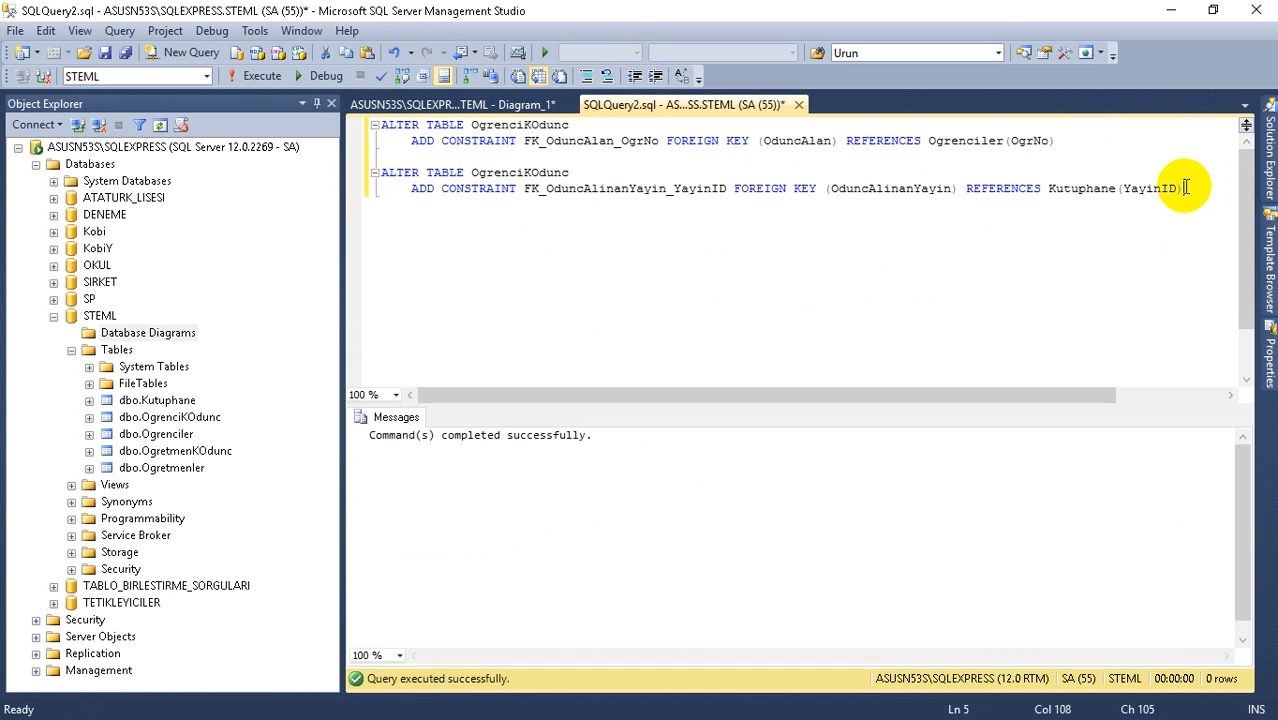 SQLQuery2.sql - ASUSN53S\SQLEXPRESS.STEML (SA (55))* - Microsoft SQL Server Management Studio
File Edit View Query Project Debug Tools Window Help
New Query Urun
STEML Execute Debug
Object Explorer
ASUSN53S\SQLEXPR...TEML - Diagram_1* SQLQuery2.sql - AS...SS.STEML (SA (55))*
Connect
ASUSN53S\SQLEXPRESS (SQL Server 12.0.2269 - SA)
Databases
System Databases
ATATURK_LISESI
DENEME
Kobi
KobiY
OKUL
SIRKET
SP
STEML
Database Diagrams
Tables
System Tables
FileTables
dbo.Kutuphane
dbo.OgrenciKOdunc
dbo.Ogrenciler
dbo.OgretmenKOdunc
dbo.Ogretmenler
Views
Synonyms
Programmability
Service Broker
Storage
Security
TABLO_BIRLESTIRME_SORGULARI
TETIKLEYICILER
Security
Server Objects
Replication
Management
ALTER TABLE OgrenciKOdunc
ADD CONSTRAINT FK_OduncAlan_OgrNo FOREIGN KEY (OduncAlan) REFERENCES Ogrenciler(OgrNo)
ALTER TABLE OgrenciKOdunc
ADD CONSTRAINT FK_OduncAlinanYayin_YayinID FOREIGN KEY (OduncAlinanYayin) REFERENCES Kutuphane(YayinID)
100 %
Messages
Command(s) completed successfully.
100 %
Query executed successfully. ASUSN53S\SQLEXPRESS (12.0 RTM) SA (55) STEML 00:00:00 0 rows
Solution Explorer
Template Browser
Properties
Ready Ln 5 Col 108 Ch 105 INS